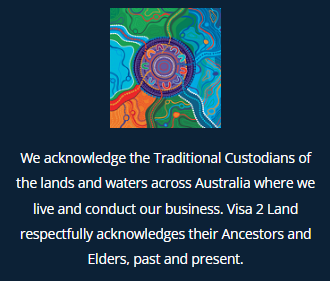 We acknowledge the Traditional Custodians of
the lands and waters across Australia where we
live and conduct our business. Visa 2 Land
respectfully acknowledges their Ancestors and
Elders, past and present.